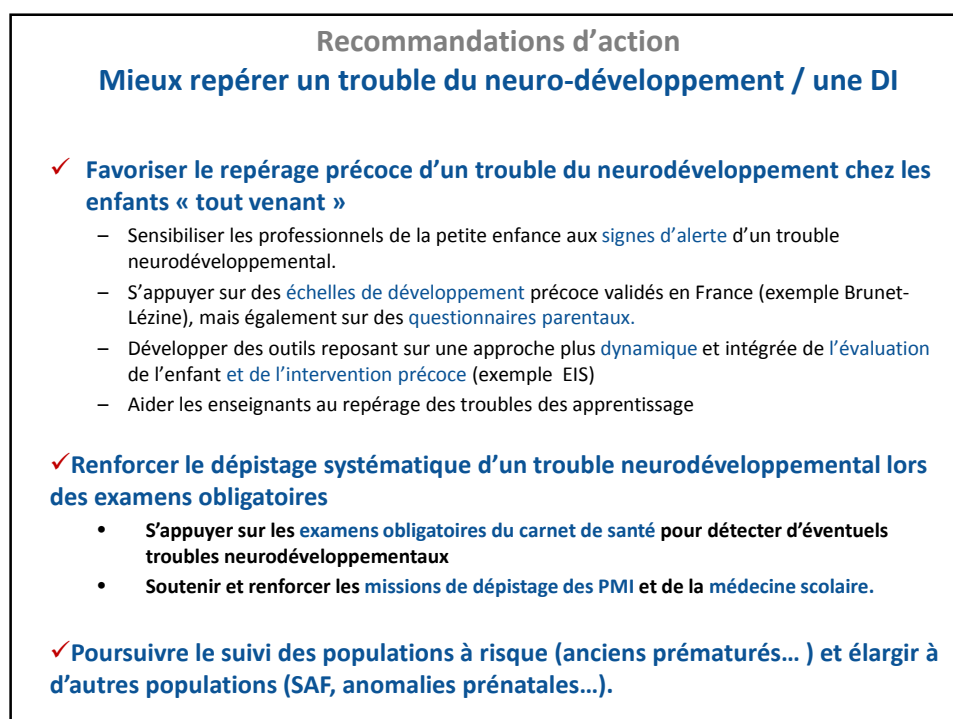 Recommandations d’action
Mieux repérer un trouble du neuro-développement / une DI
✓ Favoriser le repérage précoce d’un trouble du neurodéveloppement chez les
enfants « tout venant »
– Sensibiliser les professionnels de la petite enfance aux signes d’alerte d’un trouble
neurodéveloppemental.
– S’appuyer sur des échelles de développement précoce validés en France (exemple Brunet-
Lézine), mais également sur des questionnaires parentaux.
– Développer des outils reposant sur une approche plus dynamique et intégrée de l’évaluation
de l’enfant et de l’intervention précoce (exemple EIS)
– Aider les enseignants au repérage des troubles des apprentissage
✓Renforcer le dépistage systématique d’un trouble neurodéveloppemental lors
des examens obligatoires
• S’appuyer sur les examens obligatoires du carnet de santé pour détecter d’éventuels
troubles neurodéveloppementaux
• Soutenir et renforcer les missions de dépistage des PMI et de la médecine scolaire.
✓Poursuivre le suivi des populations à risque (anciens prématurés… ) et élargir à
d’autres populations (SAF, anomalies prénatales…).